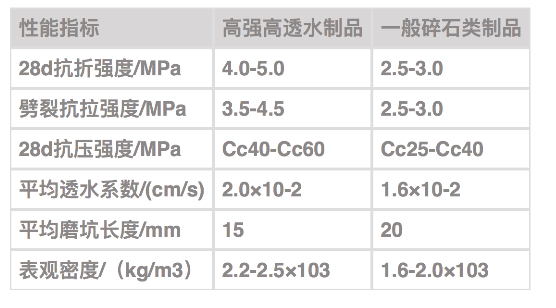 性能指标 高强高透水制品 一般碎石类制品
28d抗折强度/MPa 4.0-5.0 2.5-3.0
劈裂抗拉强度/MPa 3.5-4.5 2.5-3.0
28d抗压强度/MPa Cc40-Cc60 Cc25-Cc40
平均透水系数/(cm/s) 2.0×10-2 1.6×10-2
平均磨坑长度/mm 15 20
表观密度/（kg/m3） 2.2-2.5×103 1.6-2.0×103